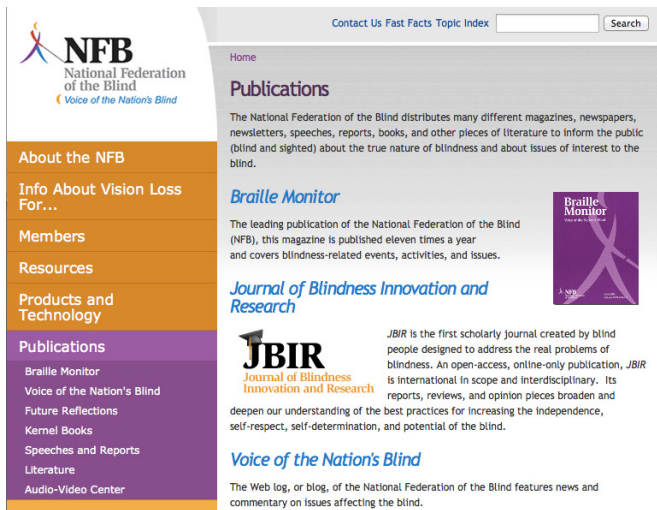 Contact Us Fast Facts Topic Index
Search
NFB
National Federation
of the Blind
Voice of the Nation's Blind
About the NFB
Info About Vision Loss
For...
Members
Resources
Products and
Technology
Publications
Braille Monitor
Voice of the Nation's Blind
Future Reflections
Kernel Books
Speeches and Reports
Literature
Audio-Video Center
Home
Publications
The National Federation of the Blind distributes many different magazines, newspapers,
newsletters, speeches, reports, books, and other pieces of literature to inform the public
(blind and sighted) about the true nature of blindness and about issues of interest to the
blind.
Braille Monitor
The leading publication of the National Federation of the Blind
(NFB), this magazine is published eleven times a year
and covers blindness-related events, activities, and issues.
Braille
Monitor
Voice of the Nation's Blind
NFB
Journal of Blindness Innovation and
Research
JBIR
Journal of Blindness
Innovation and Research
JBIR is the first scholarly journal created by blind
people designed to address the real problems of
blindness. An open-access, online-only publication, JBIR
is international in scope and interdisciplinary. Its
reports, reviews, and opinion pieces broaden and
deepen our understanding of the best practices for increasing the independence,
self-respect, self-determination, and potential of the blind.
Voice of the Nation's Blind
The Web log, or blog, of the National Federation of the Blind features news and
commentary on issues affecting the blind.